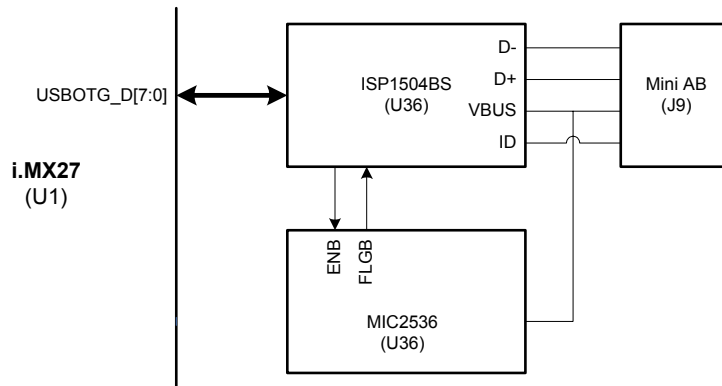 D-
ISP1504BS
(U36)
D+
Mini AB
(J9)
USBOTG_D[7:0]
VBUS
ID
i.MX27
(U1)
ENB
FLGB
MIC2536
(U36)